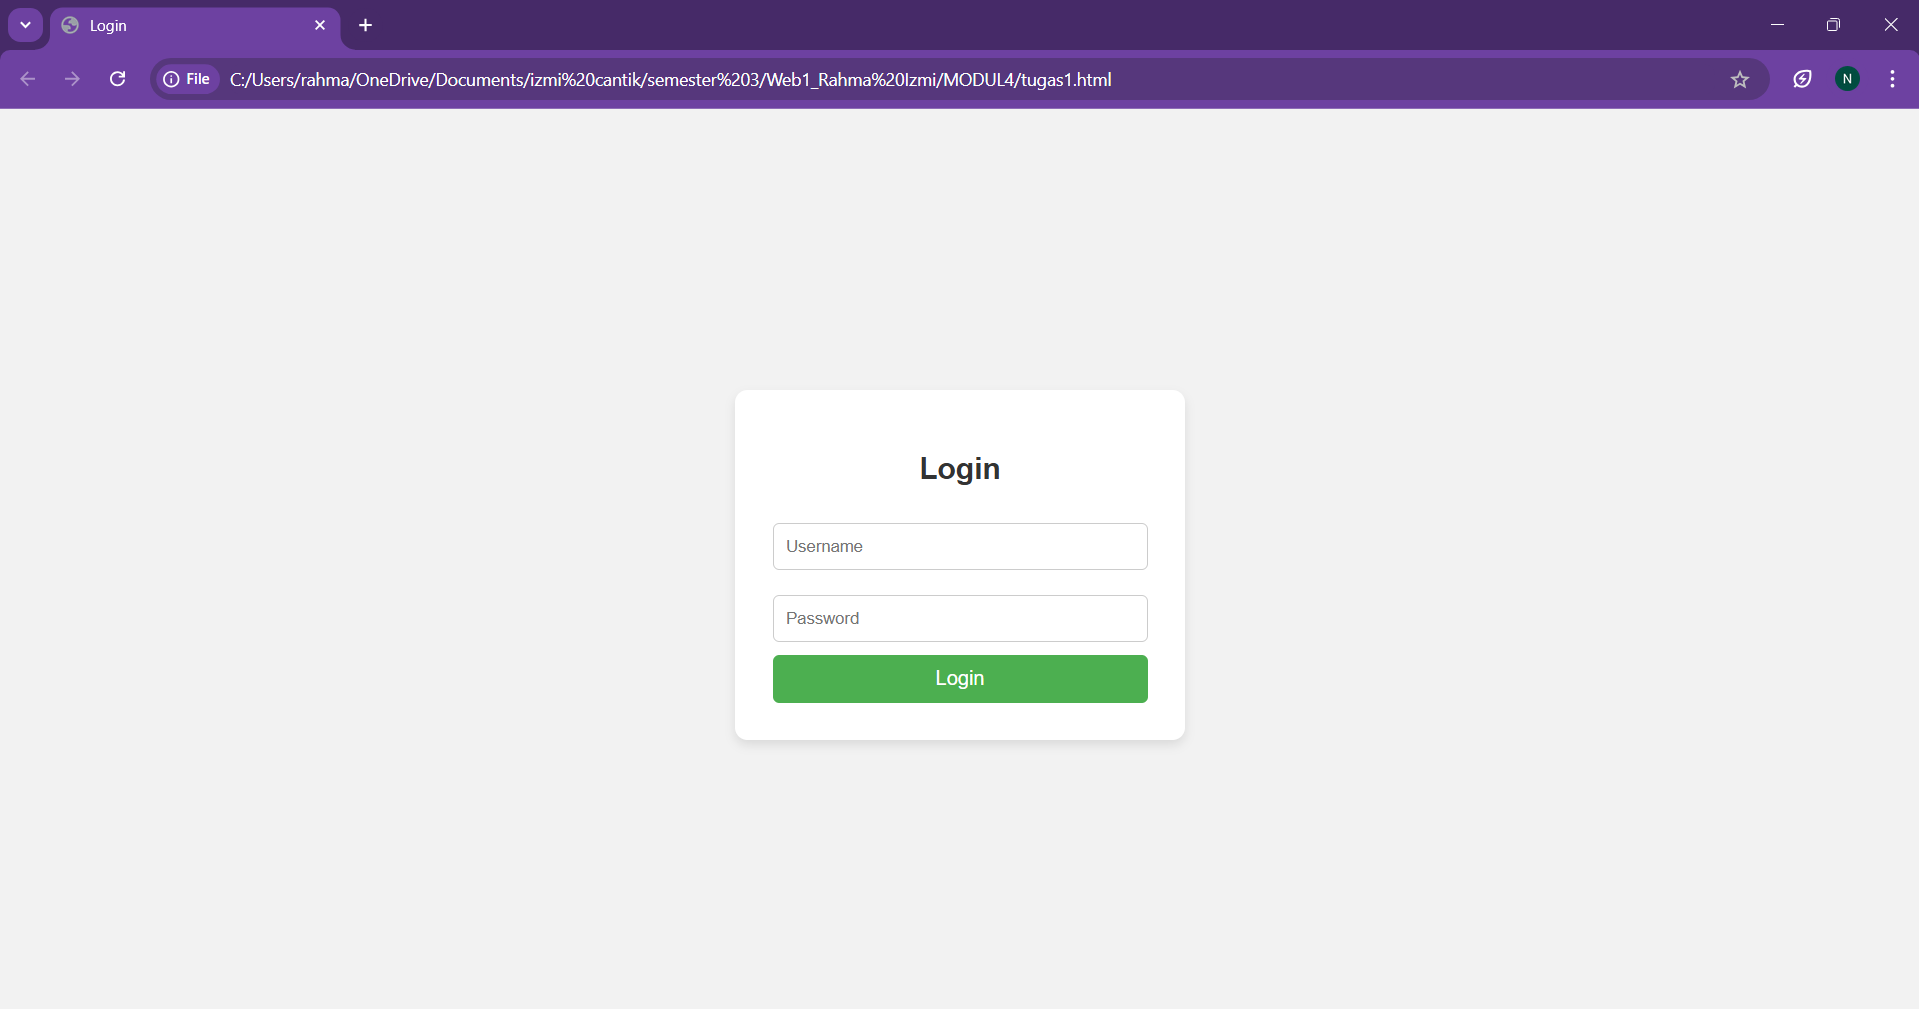 Login
File
C:/Users/rahma/OneDrive/Documents/izmi%20cantik/semester%203/Web1_Rahma%20Izmi/MODUL4/tugas1.html
N
Login
Username
Password
Login